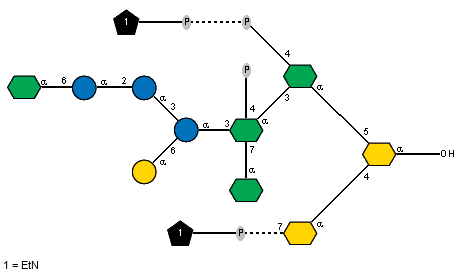 1 P P
4
P
α 6 α 2 α
3
3 α
α
4
α 3 α
5
α OH
6
α
7
4
α
1 P 7 α
1 = EtN